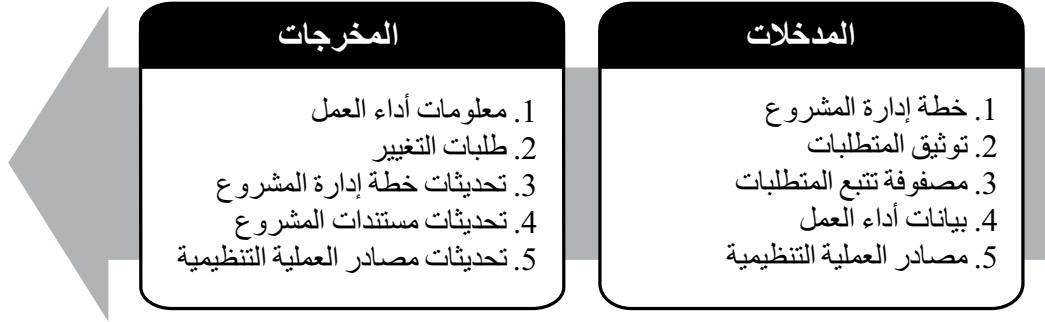 المدخلات
1. خطة إدارة المشروع
2. توثيق المتطلبات
3. مصفوفة تتبع المتطلبات
4. بيانات أداء العمل
5. مصادر العملية التنظيمية
المخرجات
1. معلومات أداء العمل
2. طلبات التغيير
3. تحديثات خطة إدارة المشروع
4. تحديثات مستندات المشروع
5. تحديثات مصادر العملية التنظيمية